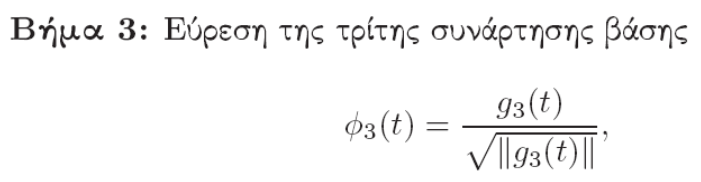 Βήμα 3: Εύρεση της τρίτης συνάρτησης βάσης
ϕ₃(t) = g₃(t) / √‖g₃(t)‖,